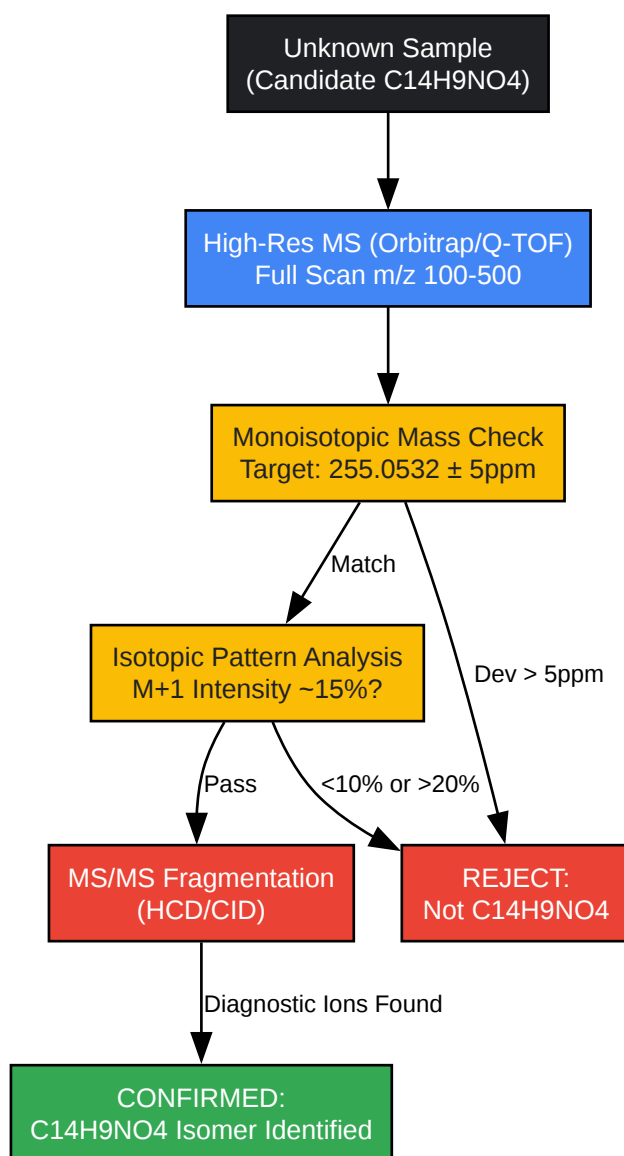 Unknown Sample
(Candidate C14H9NO4)
High-Res MS (Orbitrap/Q-TOF)
Full Scan m/z 100-500
Monoisotopic Mass Check
Target: 255.0532 ± 5ppm
Match
Dev > 5ppm
Isotopic Pattern Analysis
M+1 Intensity ~15%?
Pass
<10% or >20%
MS/MS Fragmentation
(HCD/CID)
REJECT:
Not C14H9NO4
Diagnostic Ions Found
CONFIRMED:
C14H9NO4 Isomer Identified